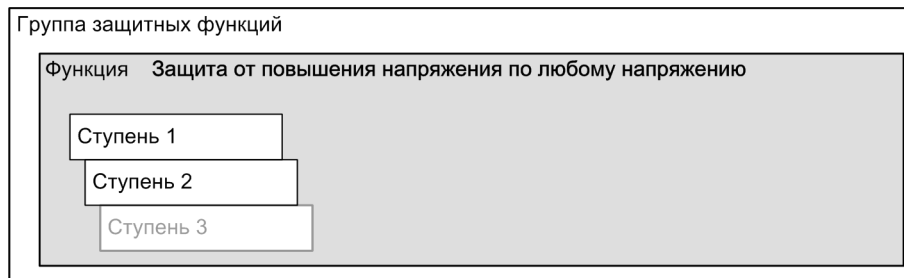 Группа защитных функций
Функция Защита от повышения напряжения по любому напряжению
Ступень 1
Ступень 2
Ступень 3